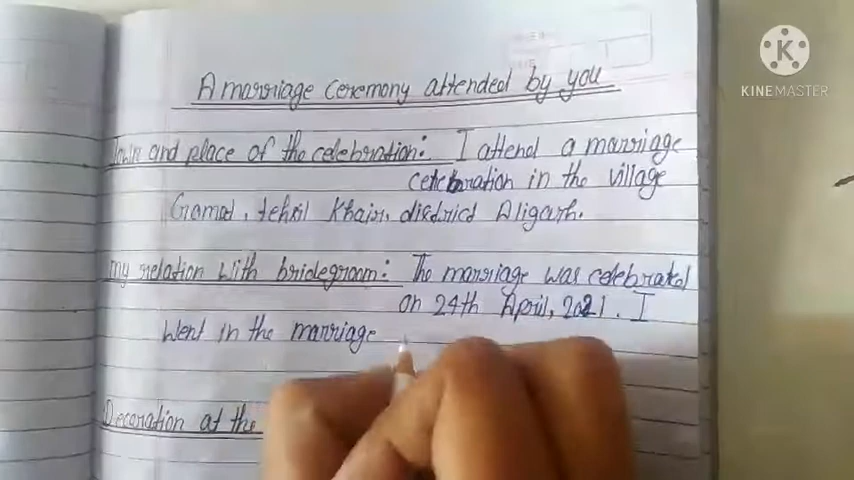 A marriage ceremony attended by you
and place of the celebration: I attend a marriage
celebration in the village
Gomat, tehsil Khair, district Aligarh.
my relation with bridegroom: The marriage was celebrated
on 24th April, 2021. I
went in the marriage
Decoration at the
KINEMASTER